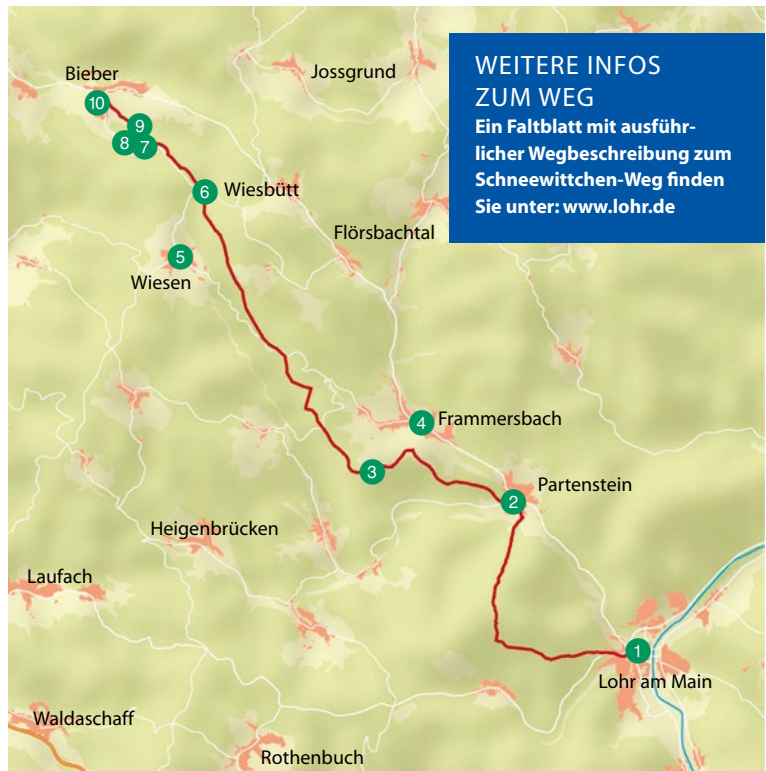 Bieber
Jossgrund
WEITERE INFOS
ZUM WEG
Ein Faltblatt mit ausführ-
licher Wegbeschreibung zum
Schneewittchen-Weg finden
Sie unter: www.lohr.de
10
9
8
7
6
Wiesbütt
Flörsbachtal
5
Wiesen
4
Frammersbach
3
Partenstein
2
Heigenbrücken
Laufach
1
Lohr am Main
Waldaschaff
Rothenbuch